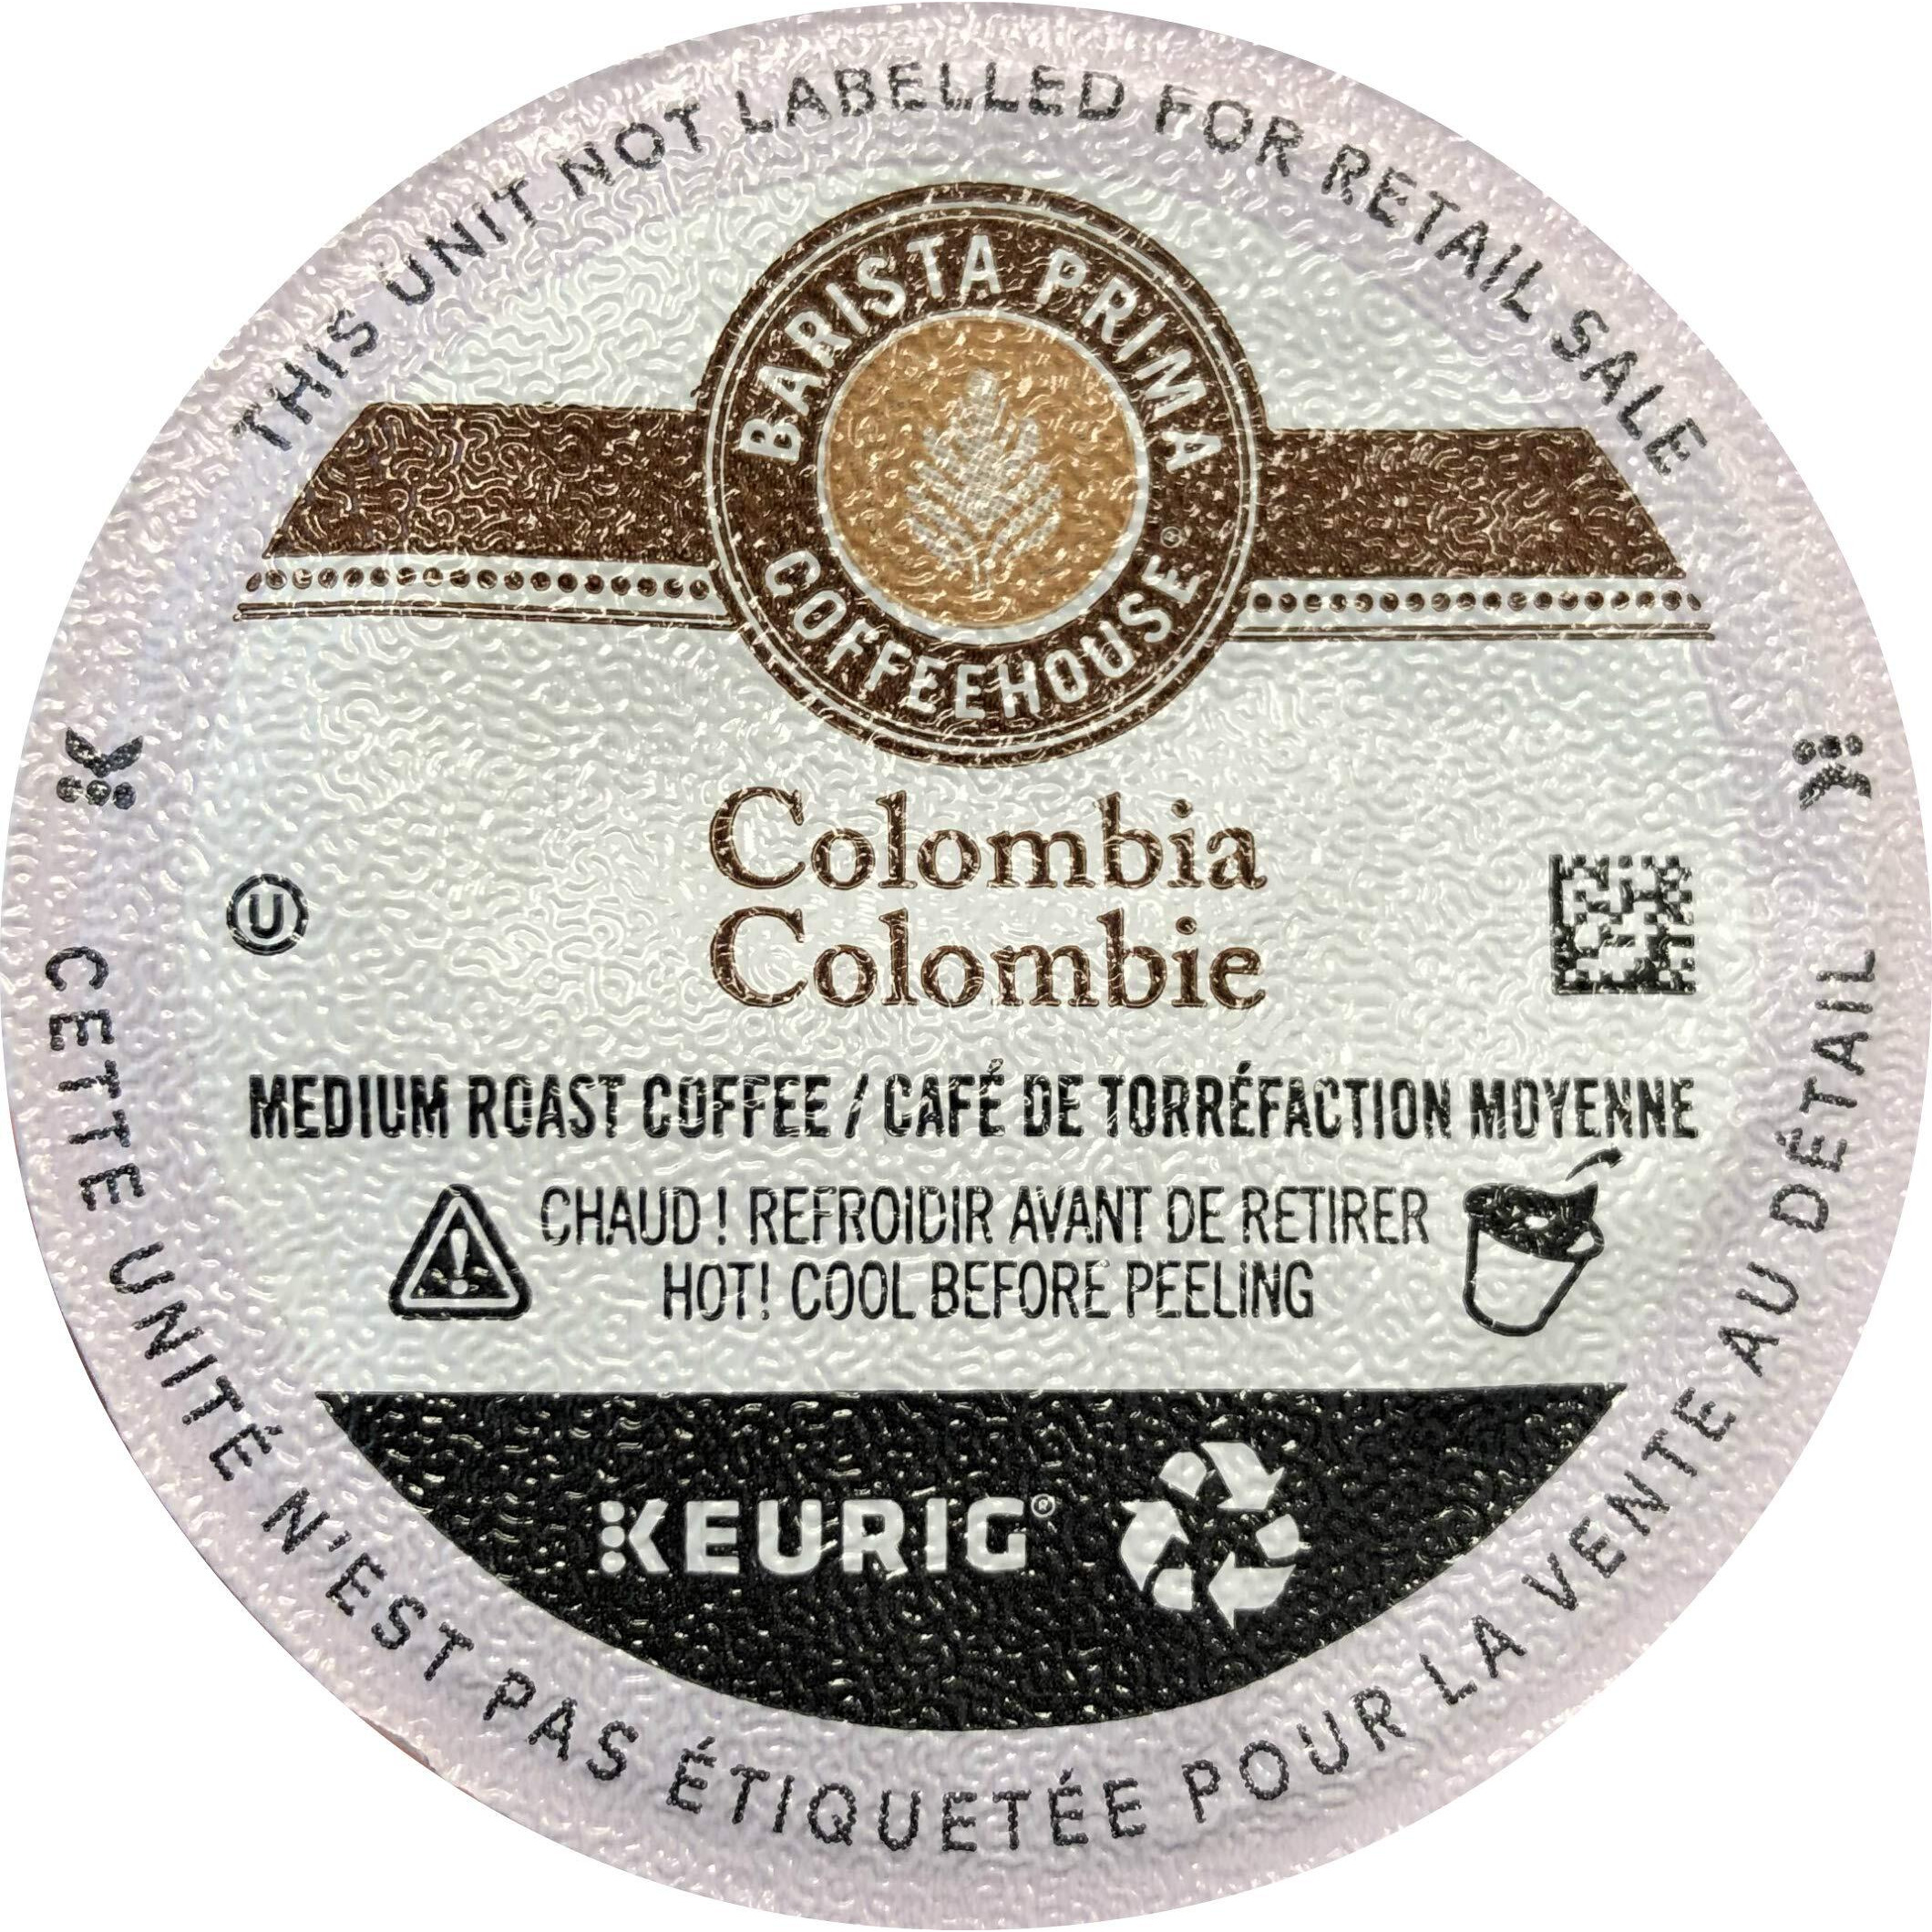 THIS UNIT NOT LABELLED FOR RETAIL SALE
BARISTA PRIMA
COFFEEHOUSE®
Colombia
Colombie
U
MEDIUM ROAST COFFEE / CAFÉ DE TORRÉFACTION MOYENNE
CHAUD ! REFROIDIR AVANT DE RETIRER
HOT! COOL BEFORE PEELING
KEURIG®
CETTE UNITÉ N'EST PAS ÉTIQUETÉE POUR LA VENTE AU DÉTAIL